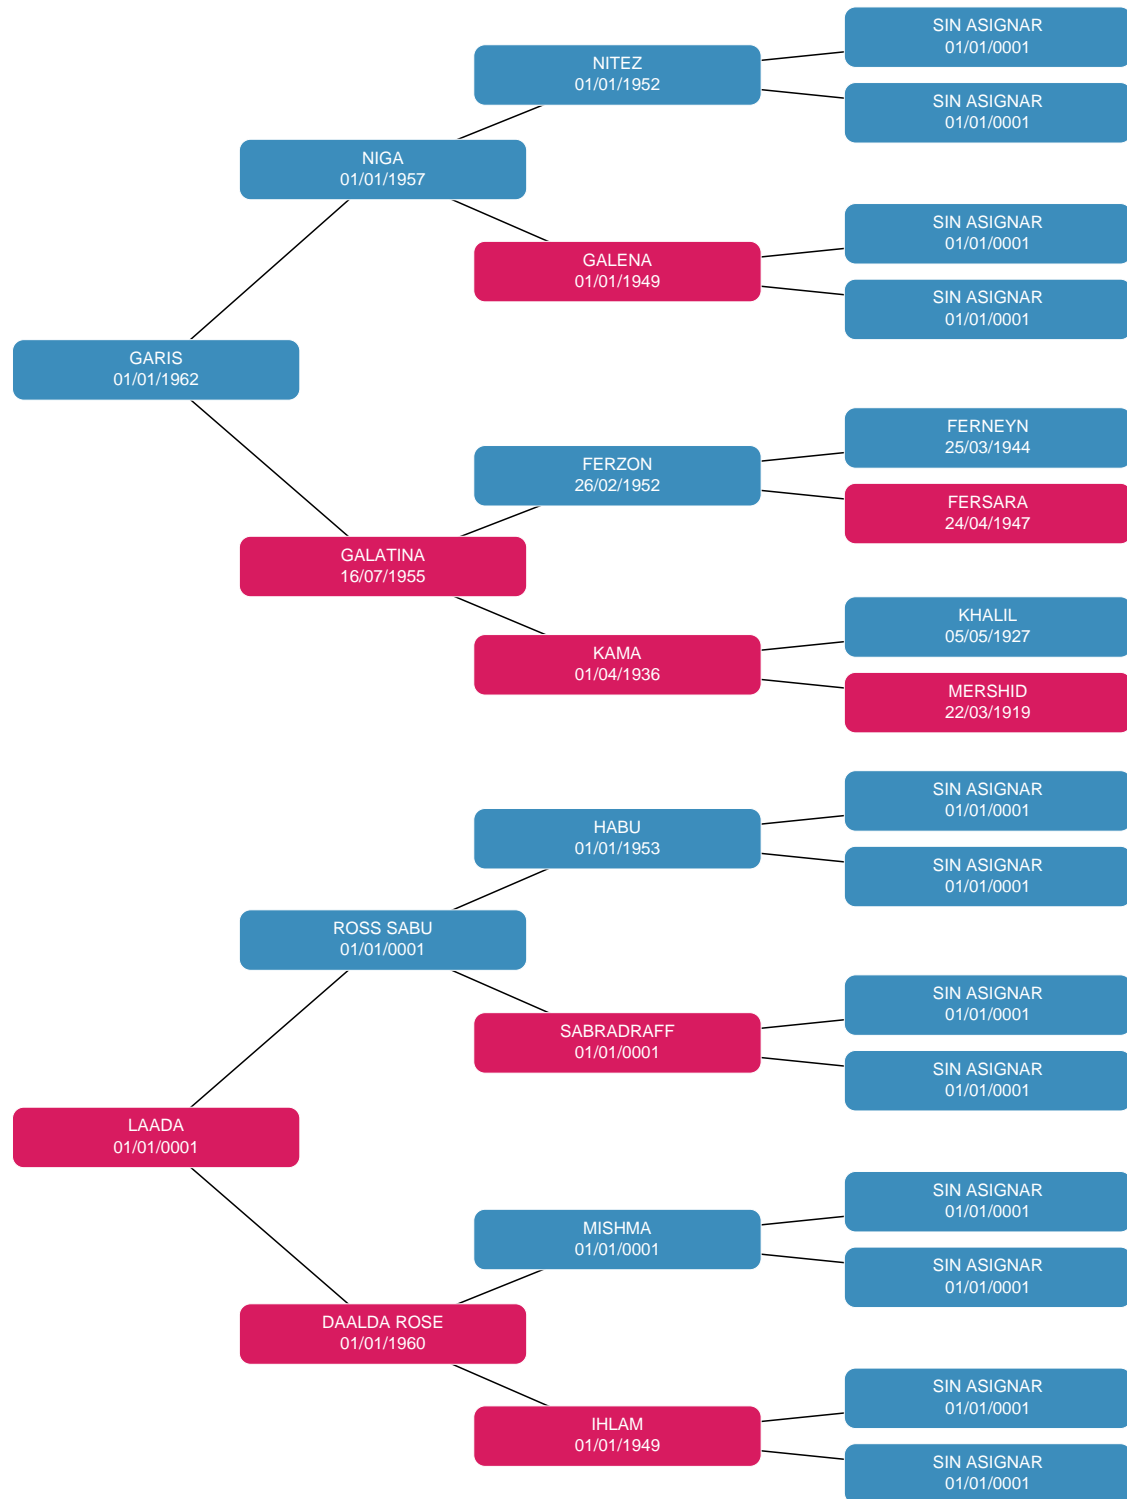 SIN ASIGNAR
01/01/0001
NITEZ
01/01/1952
SIN ASIGNAR
01/01/0001
NIGA
01/01/1957
SIN ASIGNAR
01/01/0001
GALENA
01/01/1949
SIN ASIGNAR
01/01/0001
GARIS
01/01/1962
FERNEYN
25/03/1944
FERZON
26/02/1952
FERSARA
24/04/1947
GALATINA
16/07/1955
KHALIL
05/05/1927
KAMA
01/04/1936
MERSHID
22/03/1919
SIN ASIGNAR
01/01/0001
HABU
01/01/1953
SIN ASIGNAR
01/01/0001
ROSS SABU
01/01/0001
SIN ASIGNAR
01/01/0001
SABRADRAFF
01/01/0001
SIN ASIGNAR
01/01/0001
LAADA
01/01/0001
SIN ASIGNAR
01/01/0001
MISHMA
01/01/0001
SIN ASIGNAR
01/01/0001
DAALDA ROSE
01/01/1960
SIN ASIGNAR
01/01/0001
IHLAM
01/01/1949
SIN ASIGNAR
01/01/0001